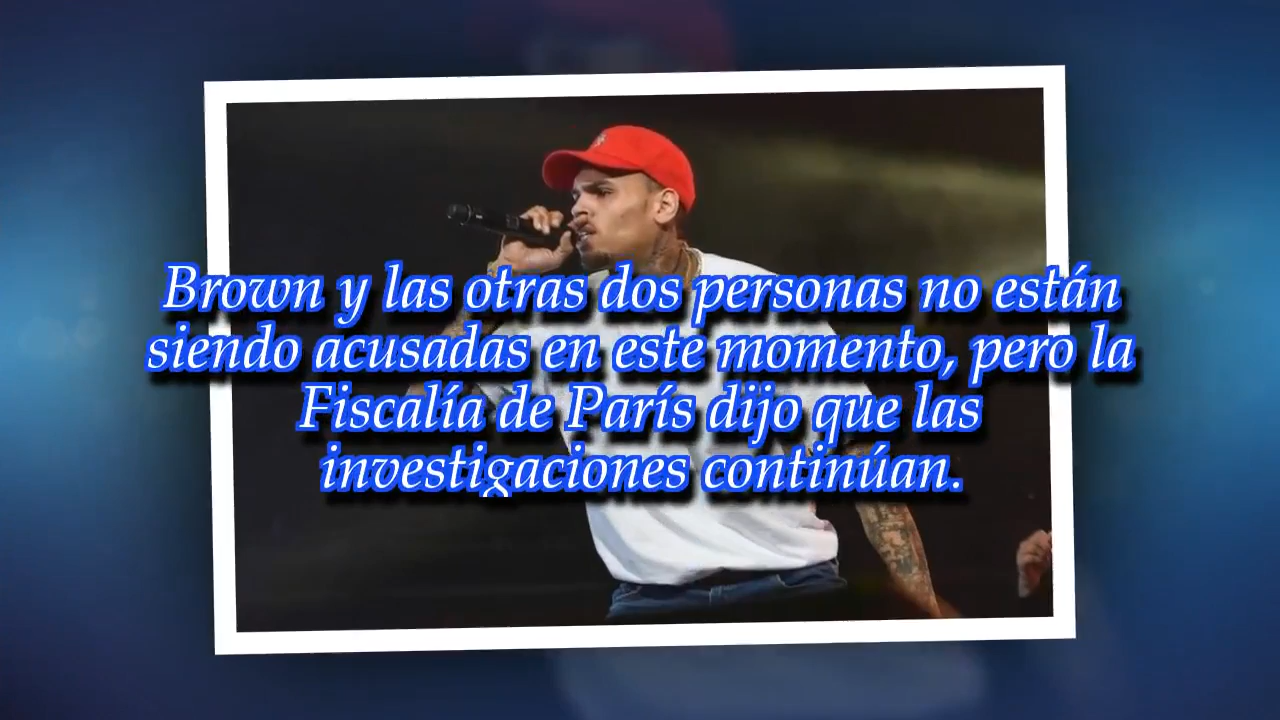 Brown y las otras dos personas no están
siendo acusadas en este momento, pero la
Fiscalía de París dijo que las
investigaciones continúan.